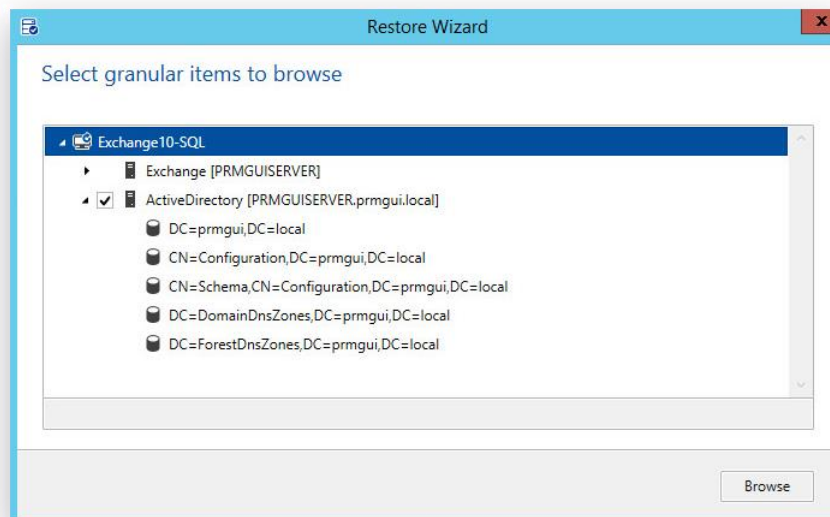 Restore Wizard
x
Select granular items to browse
Exchange10-SQL
Exchange [PRMGUISERVER]
ActiveDirectory [PRMGUISERVER.prmgui.local]
DC=prmgui,DC=local
CN=Configuration,DC=prmgui,DC=local
CN=Schema,CN=Configuration,DC=prmgui,DC=local
DC=DomainDnsZones,DC=prmgui,DC=local
DC=ForestDnsZones,DC=prmgui,DC=local
Browse